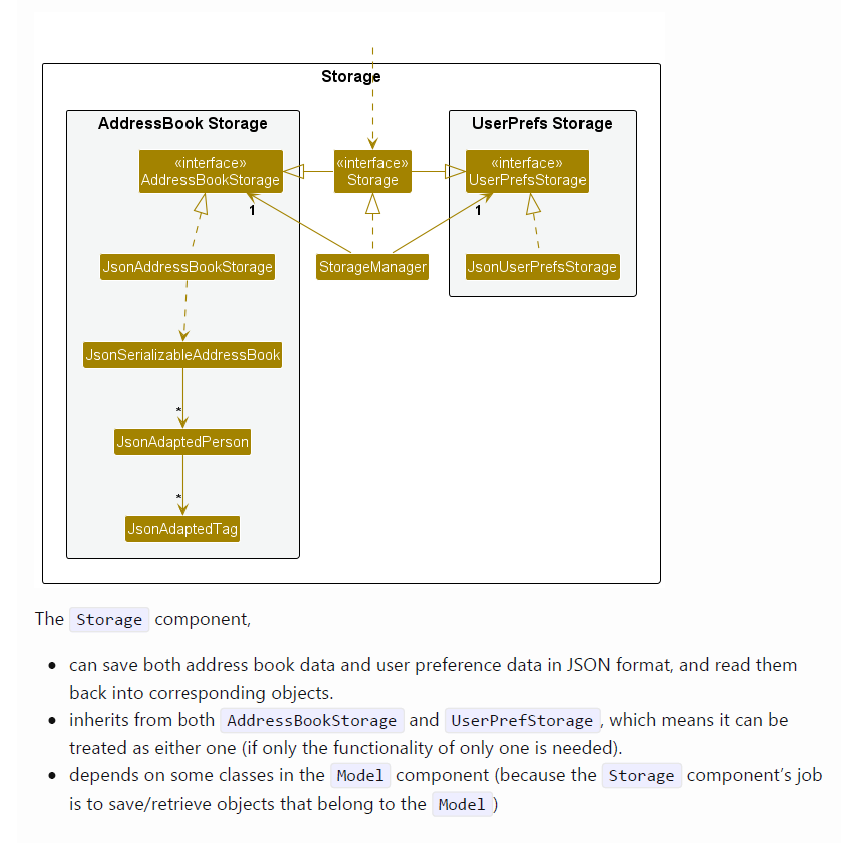 Storage
AddressBook Storage
UserPrefs Storage
«interface»
AddressBookStorage
«interface»
Storage
«interface»
UserPrefsStorage
1
1
JsonAddressBookStorage
StorageManager
JsonUserPrefsStorage
JsonSerializableAddressBook
*
JsonAdaptedPerson
*
JsonAdaptedTag
The Storage component,
• can save both address book data and user preference data in JSON format, and read them
back into corresponding objects.
• inherits from both AddressBookStorage and UserPrefStorage, which means it can be
treated as either one (if only the functionality of only one is needed).
• depends on some classes in the Model component (because the Storage component's job
is to save/retrieve objects that belong to the Model)